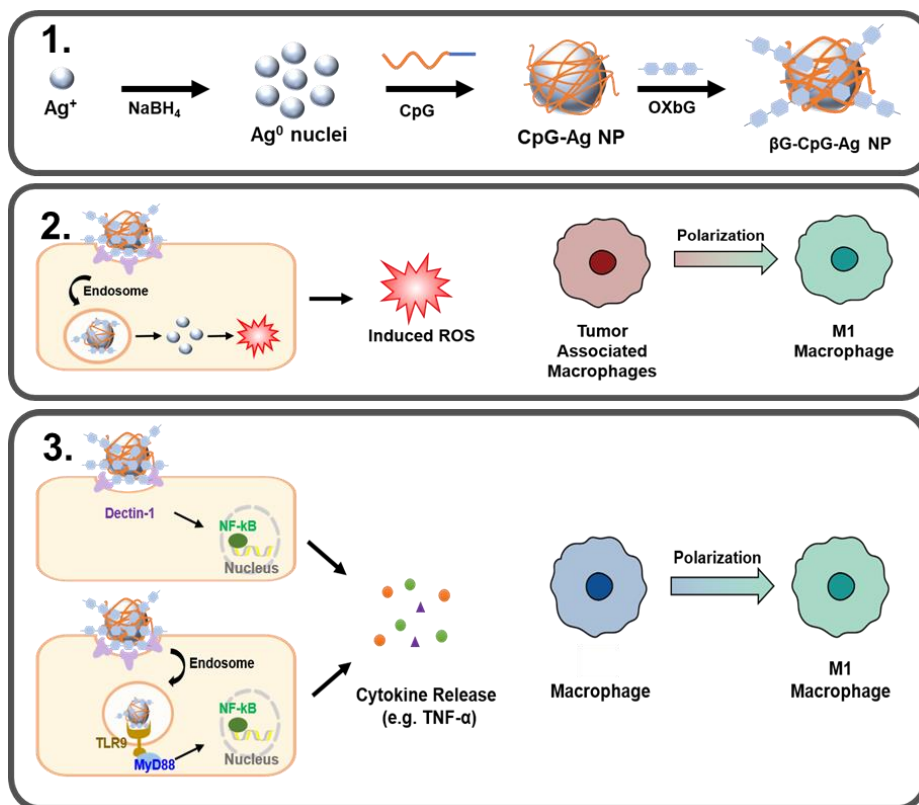 1.
Ag⁺
NaBH₄
Ag⁰ nuclei
CpG
CpG-Ag NP
OXbG
βG-CpG-Ag NP
2.
Endosome
Induced ROS
Tumor
Associated
Macrophages
Polarization
M1
Macrophage
3.
Dectin-1
NF-kB
Nucleus
Endosome
TLR9
MyD88
NF-kB
Nucleus
Cytokine Release
(e.g. TNF-α)
Macrophage
Polarization
M1
Macrophage